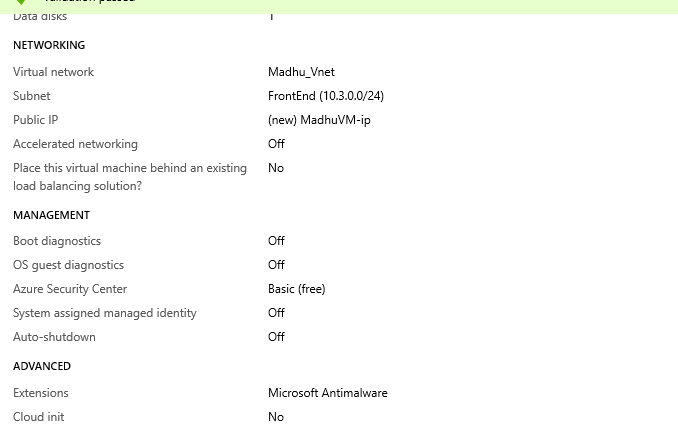 Validation passed
Data disks 1
NETWORKING
Virtual network Madhu_Vnet
Subnet FrontEnd (10.3.0.0/24)
Public IP (new) MadhuVM-ip
Accelerated networking Off
Place this virtual machine behind an existing No
load balancing solution?
MANAGEMENT
Boot diagnostics Off
OS guest diagnostics Off
Azure Security Center Basic (free)
System assigned managed identity Off
Auto-shutdown Off
ADVANCED
Extensions Microsoft Antimalware
Cloud init No